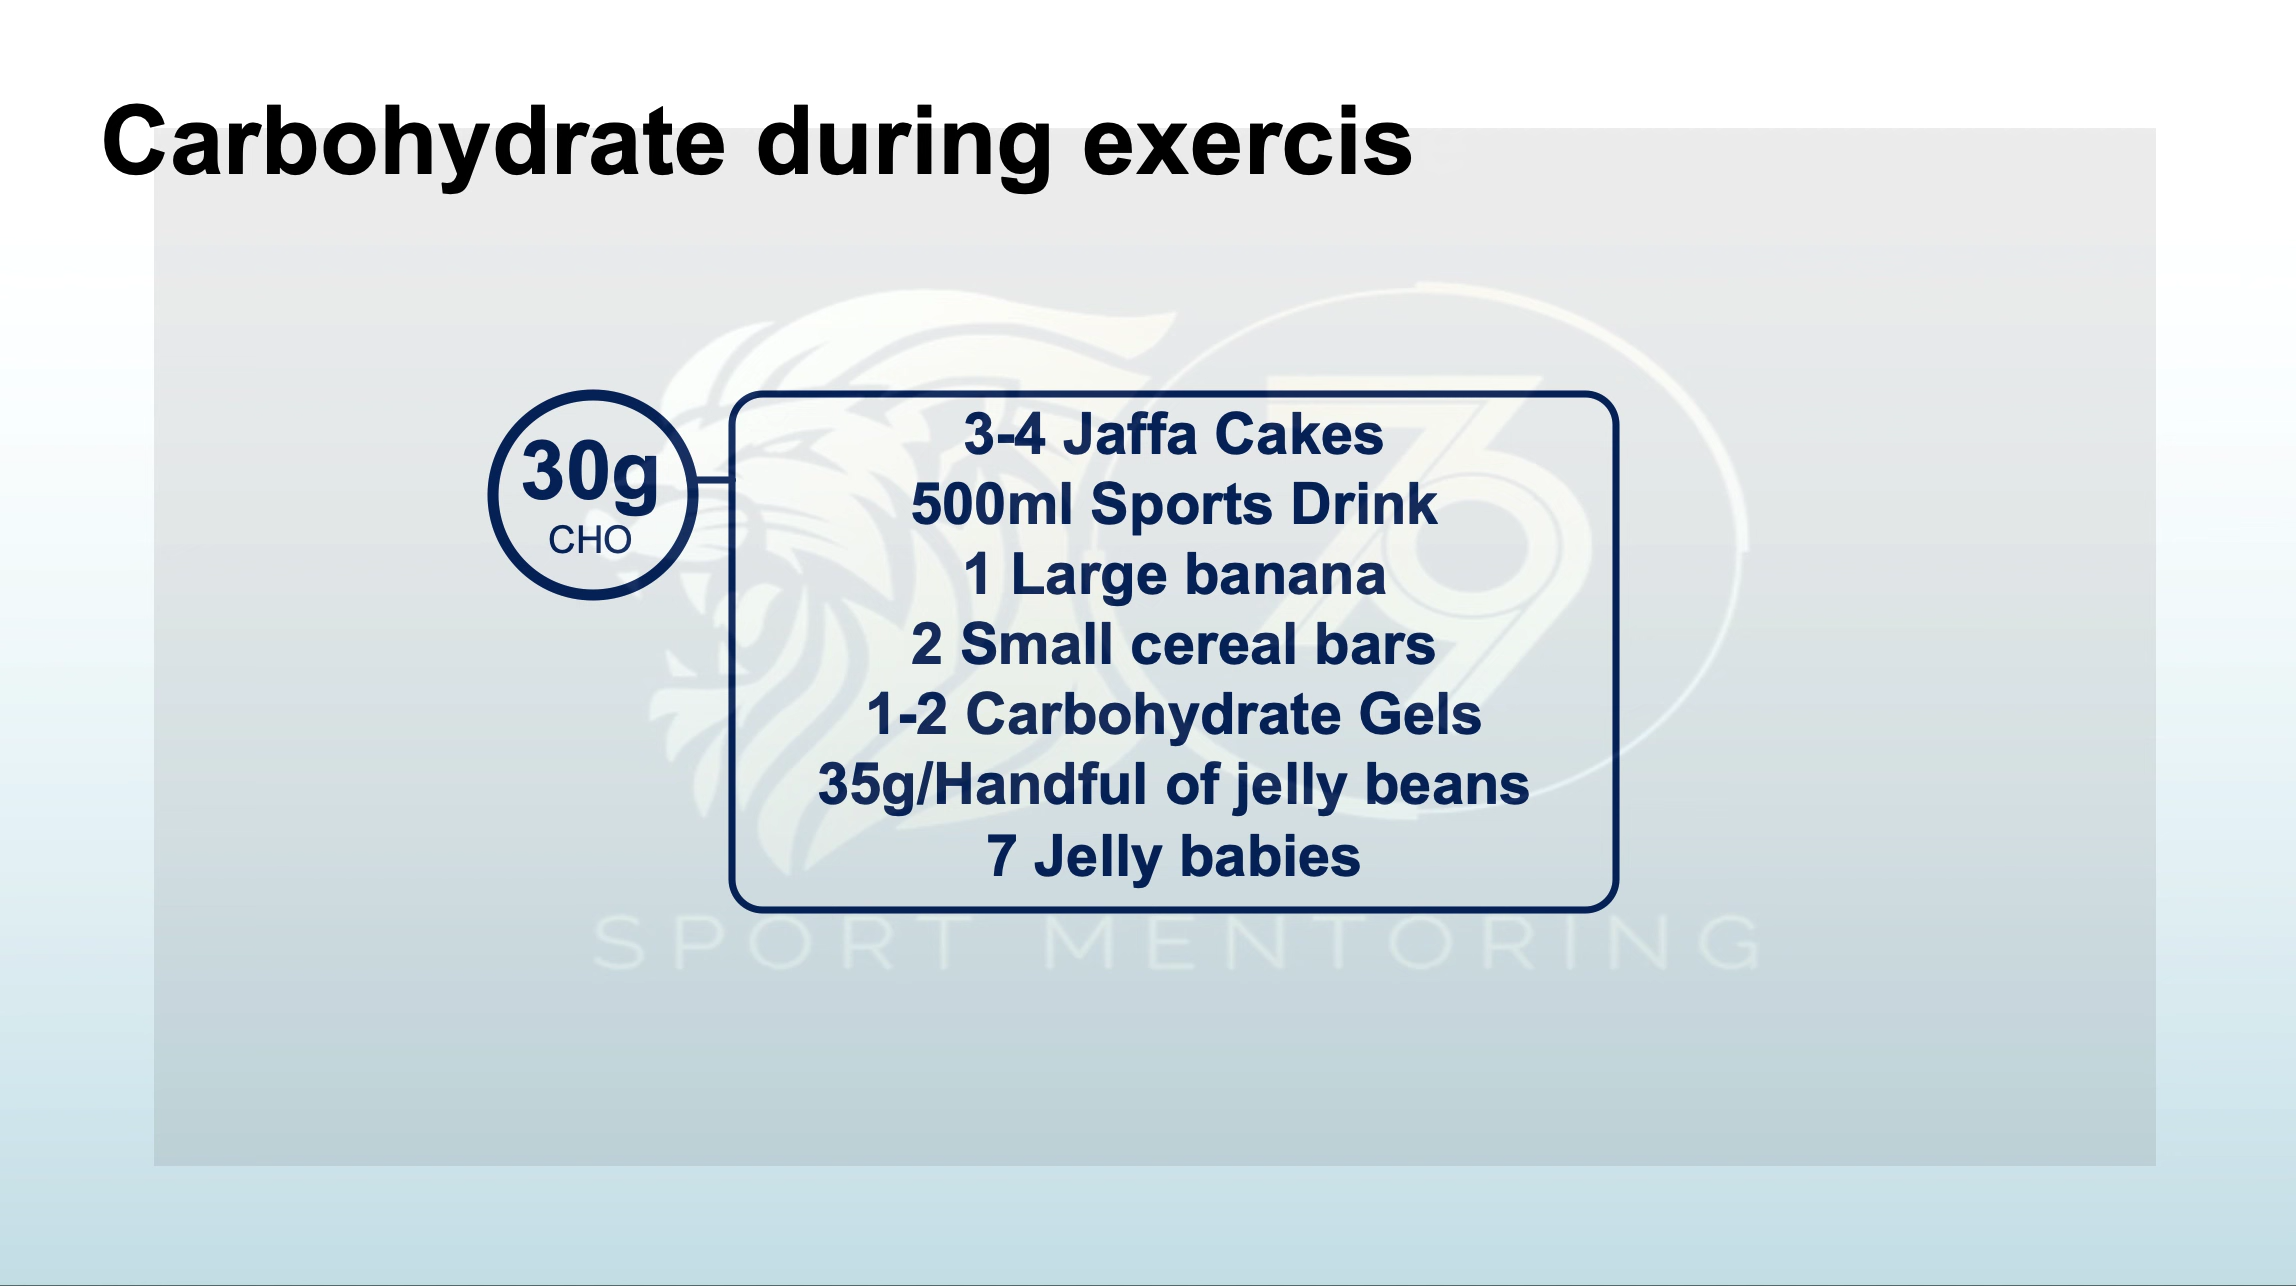 Carbohydrate during exercis
30g
CHO
3-4 Jaffa Cakes
500ml Sports Drink
1 Large banana
2 Small cereal bars
1-2 Carbohydrate Gels
35g/Handful of jelly beans
7 Jelly babies
79
SPORT MENTORING